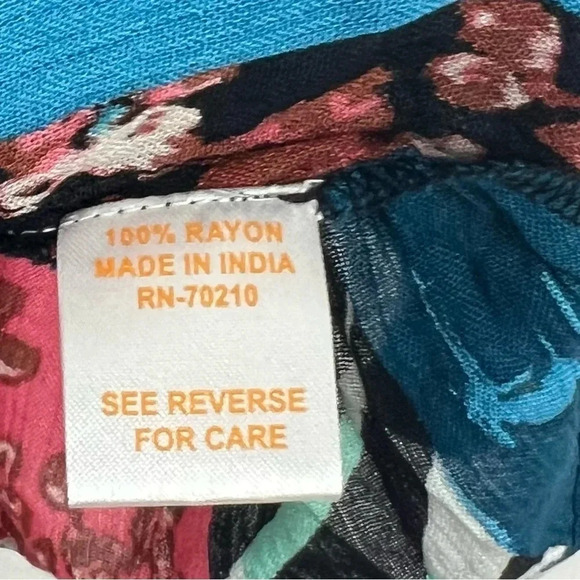 100% RAYON
MADE IN INDIA
RN-70210
SEE REVERSE
FOR CARE